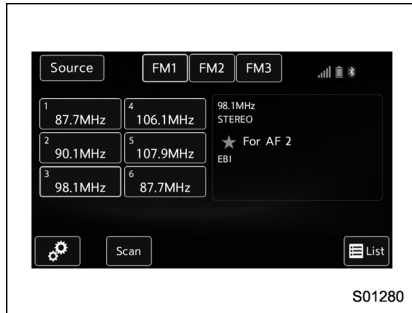 Source
FM1 FM2 FM3
1 87.7MHz
2 90.1MHz
3 98.1MHz
4 106.1MHz
5 107.9MHz
6 87.7MHz
98.1MHz
STEREO
For AF 2
EBI
Scan
List
S01280